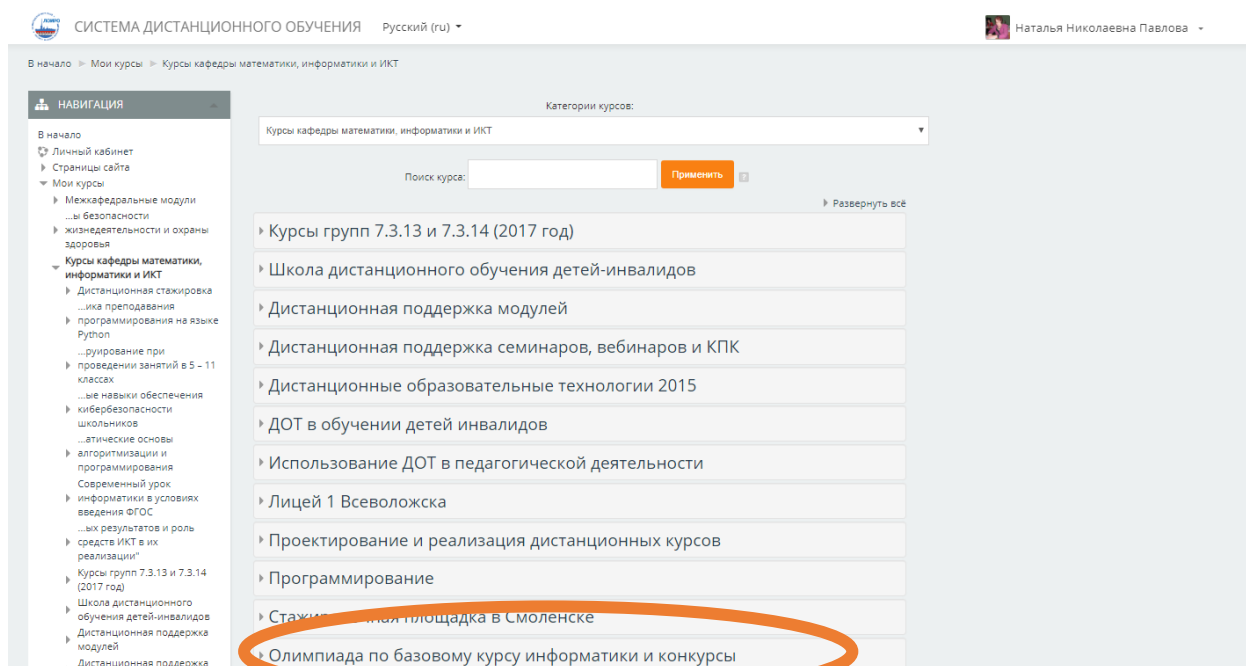 СИСТЕМА ДИСТАНЦИОННОГО ОБУЧЕНИЯ Русский (ru)
Наталья Николаевна Павлова
В начало Мои курсы Курсы кафедры математики, информатики и ИКТ
НАВИГАЦИЯ
В начало
Личный кабинет
Страницы сайта
Мои курсы
Межкафедральные модули
...ы безопасности
жизнедеятельности и охраны
здоровья
Курсы кафедры математики,
информатики и ИКТ
Дистанционная стажировка
...ика преподавания
программирования на языке
Python
...руирование при
проведении занятий в 5 – 11
классах
...ые навыки обеспечения
кибербезопасности
школьников
...атические основы
алгоритмизации и
программирования
Современный урок
информатики в условиях
введения ФГОС
...ых результатов и роль
средств ИКТ в их
реализации"
Курсы групп 7.3.13 и 7.3.14
(2017 год)
Школа дистанционного
обучения детей-инвалидов
Дистанционная поддержка
модулей
Дистанционная поддержка
Категории курсов:
Курсы кафедры математики, информатики и ИКТ
Поиск курса:
Применить
Развернуть всё
Курсы групп 7.3.13 и 7.3.14 (2017 год)
Школа дистанционного обучения детей-инвалидов
Дистанционная поддержка модулей
Дистанционная поддержка семинаров, вебинаров и КПК
Дистанционные образовательные технологии 2015
ДОТ в обучении детей инвалидов
Использование ДОТ в педагогической деятельности
Лицей 1 Всеволожска
Проектирование и реализация дистанционных курсов
Программирование
Стажировочная площадка в Смоленске
Олимпиада по базовому курсу информатики и конкурсы